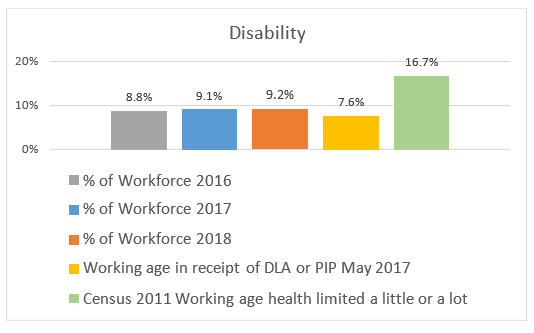 Disability
20%
16.7%
8.8%
9.1%
9.2%
7.6%
10%
0%
% of Workforce 2016
% of Workforce 2017
% of Workforce 2018
Working age in receipt of DLA or PIP May 2017
Census 2011 Working age health limited a little or a lot